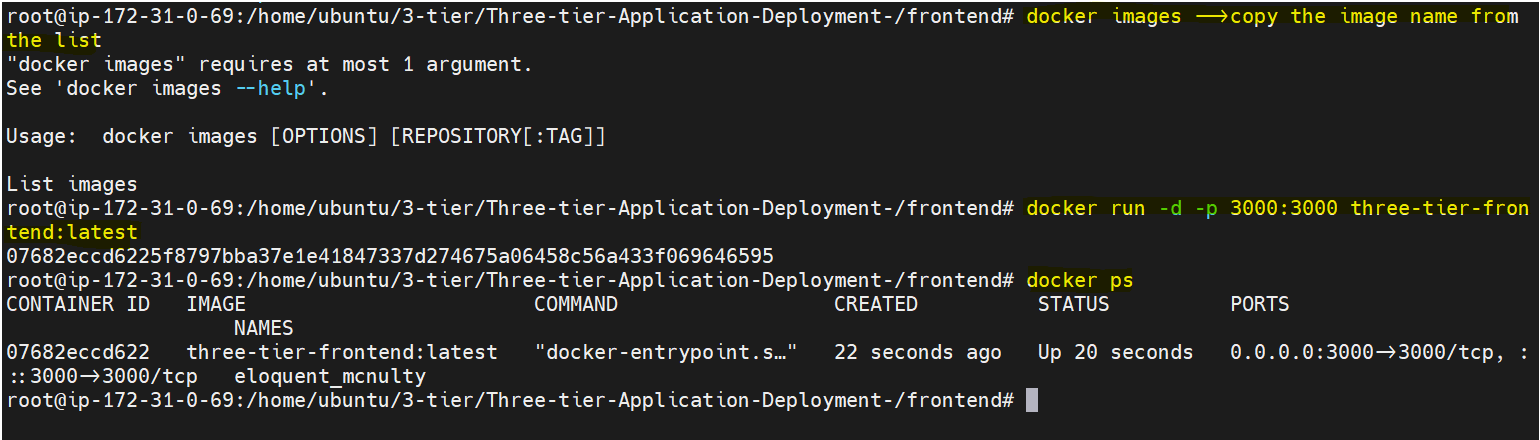 root@ip-172-31-0-69:/home/ubuntu/3-tier/Three-tier-Application-Deployment-/frontend# docker images -->copy the image name from
the list
"docker images" requires at most 1 argument.
See 'docker images --help'.
Usage:  docker images [OPTIONS] [REPOSITORY[:TAG]]
List images
root@ip-172-31-0-69:/home/ubuntu/3-tier/Three-tier-Application-Deployment-/frontend# docker run -d -p 3000:3000 three-tier-fron
tend:latest
07682eccd6225f8797bba37e1e41847337d274675a06458c56a433f069646595
root@ip-172-31-0-69:/home/ubuntu/3-tier/Three-tier-Application-Deployment-/frontend# docker ps
CONTAINER ID   IMAGE                        COMMAND                  CREATED          STATUS          PORTS
                   NAMES
07682eccd622   three-tier-frontend:latest   "docker-entrypoint.s…"   22 seconds ago   Up 20 seconds   0.0.0.0:3000->3000/tcp, :
::3000->3000/tcp   eloquent_mcnulty
root@ip-172-31-0-69:/home/ubuntu/3-tier/Three-tier-Application-Deployment-/frontend#